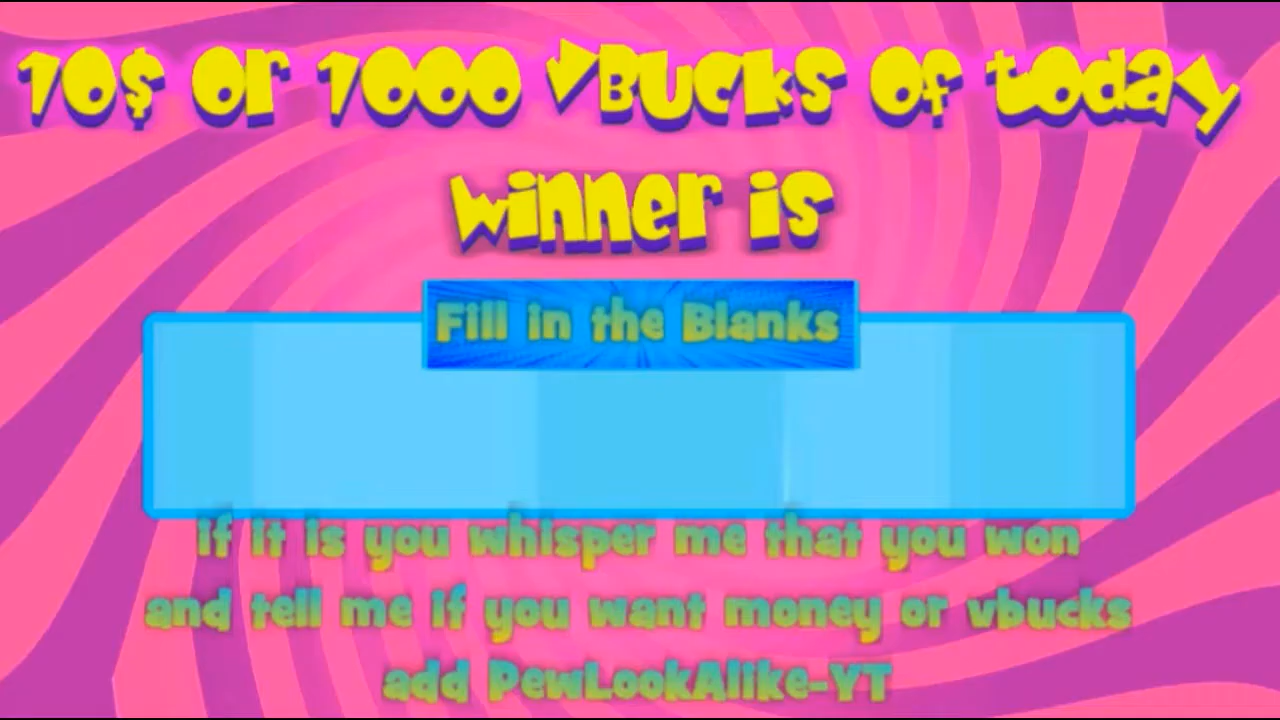 10$ or 1000 VBucks of today
winner is
Fill in the Blanks
if it is you whisper me that you won
and tell me if you want money or vbucks
add PewLookAlike-YT